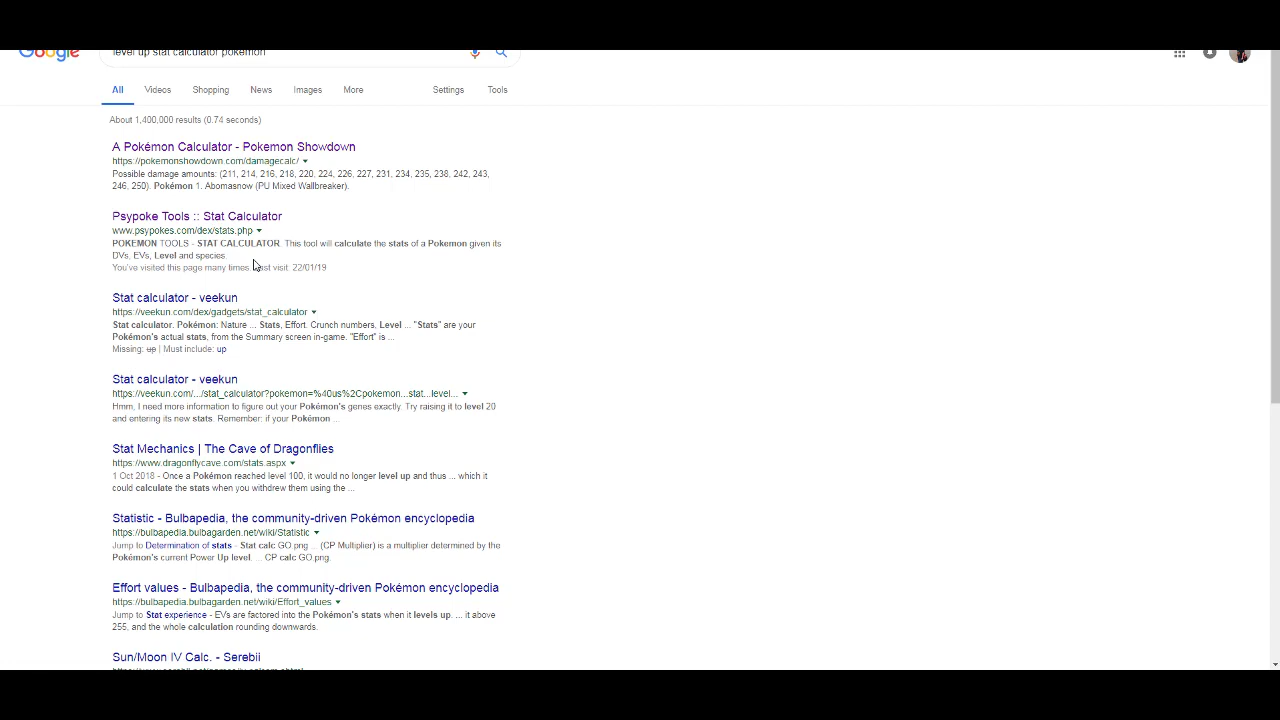 Google
level up stat calculator pokemon
All Videos Shopping News Images More Settings Tools
About 1,400,000 results (0.74 seconds)
A Pokémon Calculator - Pokemon Showdown
https://pokemonshowdown.com/damagecalc/
Possible damage amounts: (211, 214, 216, 218, 220, 224, 226, 227, 231, 234, 235, 238, 242, 243,
246, 250). Pokémon 1. Abomasnow (PU Mixed Wallbreaker).
Psypoke Tools :: Stat Calculator
www.psypokes.com/dex/stats.php
POKEMON TOOLS - STAT CALCULATOR. This tool will calculate the stats of a Pokemon given its
DVs, EVs, Level and species.
You've visited this page many times. Last visit: 22/01/19
Stat calculator - veekun
https://veekun.com/dex/gadgets/stat_calculator
Stat calculator. Pokémon: Nature ... Stats, Effort. Crunch numbers, Level ... "Stats" are your
Pokémon's actual stats, from the Summary screen in-game. "Effort" is ...
Missing: up | Must include: up
Stat calculator - veekun
https://veekun.com/.../stat_calculator?pokemon=%40us%2Cpokemon...stat...level...
Hmm, I need more information to figure out your Pokémon's genes exactly. Try raising it to level 20
and entering its new stats. Remember: if your Pokémon ...
Stat Mechanics | The Cave of Dragonflies
https://www.dragonflycave.com/stats.aspx
1 Oct 2018 - Once a Pokémon reached level 100, it would no longer level up and thus ... which it
could calculate the stats when you withdrew them using the ...
Statistic - Bulbapedia, the community-driven Pokémon encyclopedia
https://bulbapedia.bulbagarden.net/wiki/Statistic
Jump to Determination of stats - Stat calc GO.png ... (CP Multiplier) is a multiplier determined by the
Pokémon's current Power Up level. ... CP calc GO.png.
Effort values - Bulbapedia, the community-driven Pokémon encyclopedia
https://bulbapedia.bulbagarden.net/wiki/Effort_values
Jump to Stat experience - EVs are factored into the Pokémon's stats when it levels up. ... it above
255, and the whole calculation rounding downwards.
Sun/Moon IV Calc. - Serebii